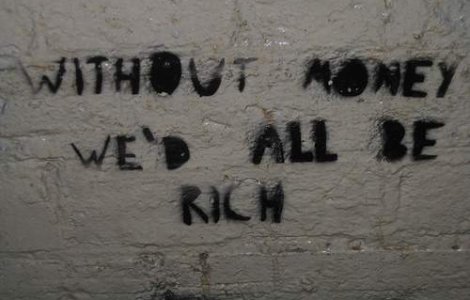 WITHOUT MONEY
WE'D ALL BE
RICH